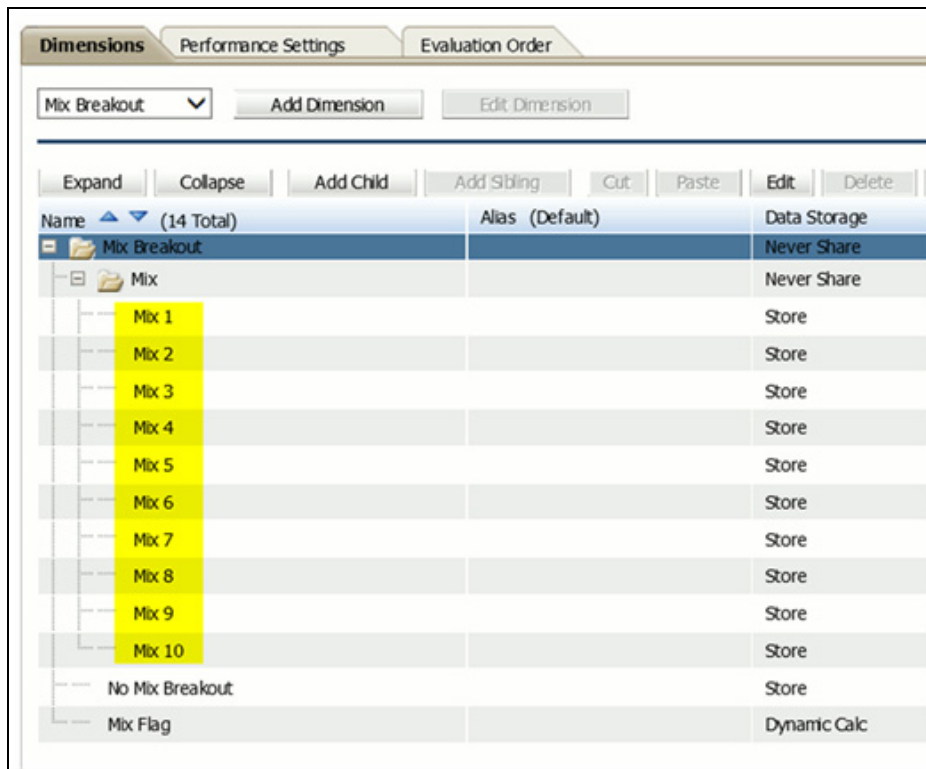 Dimensions Performance Settings Evaluation Order
Mix Breakout Add Dimension Edit Dimension
Expand Collapse Add Child Add Sibling Cut Paste Edit Delete
Name (14 Total) Alias (Default) Data Storage
Mix Breakout Never Share
Mix Never Share
Mix 1 Store
Mix 2 Store
Mix 3 Store
Mix 4 Store
Mix 5 Store
Mix 6 Store
Mix 7 Store
Mix 8 Store
Mix 9 Store
Mix 10 Store
No Mix Breakout Store
Mix Flag Dynamic Calc